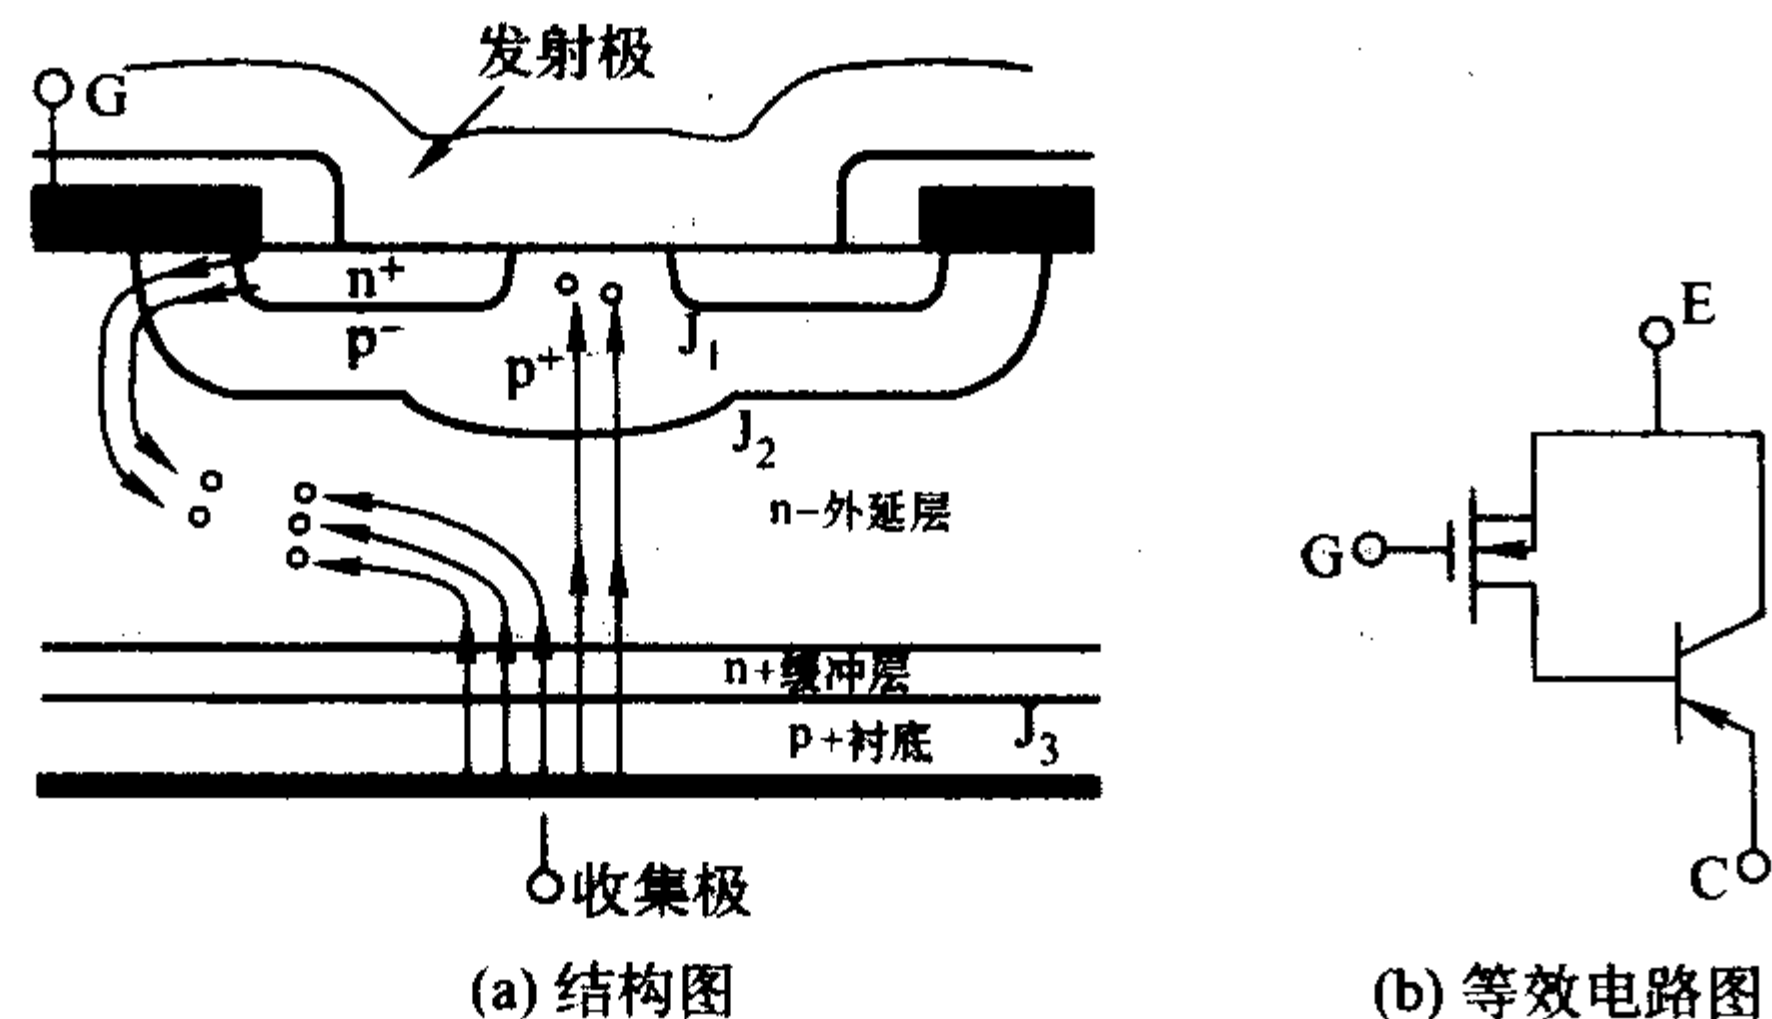 发射极
G
n⁺
p⁻
p⁺
J₁
J₂
n-外延层
n+缓冲层
p+衬底
J₃
收集极
(a) 结构图
E
G
C
(b) 等效电路图